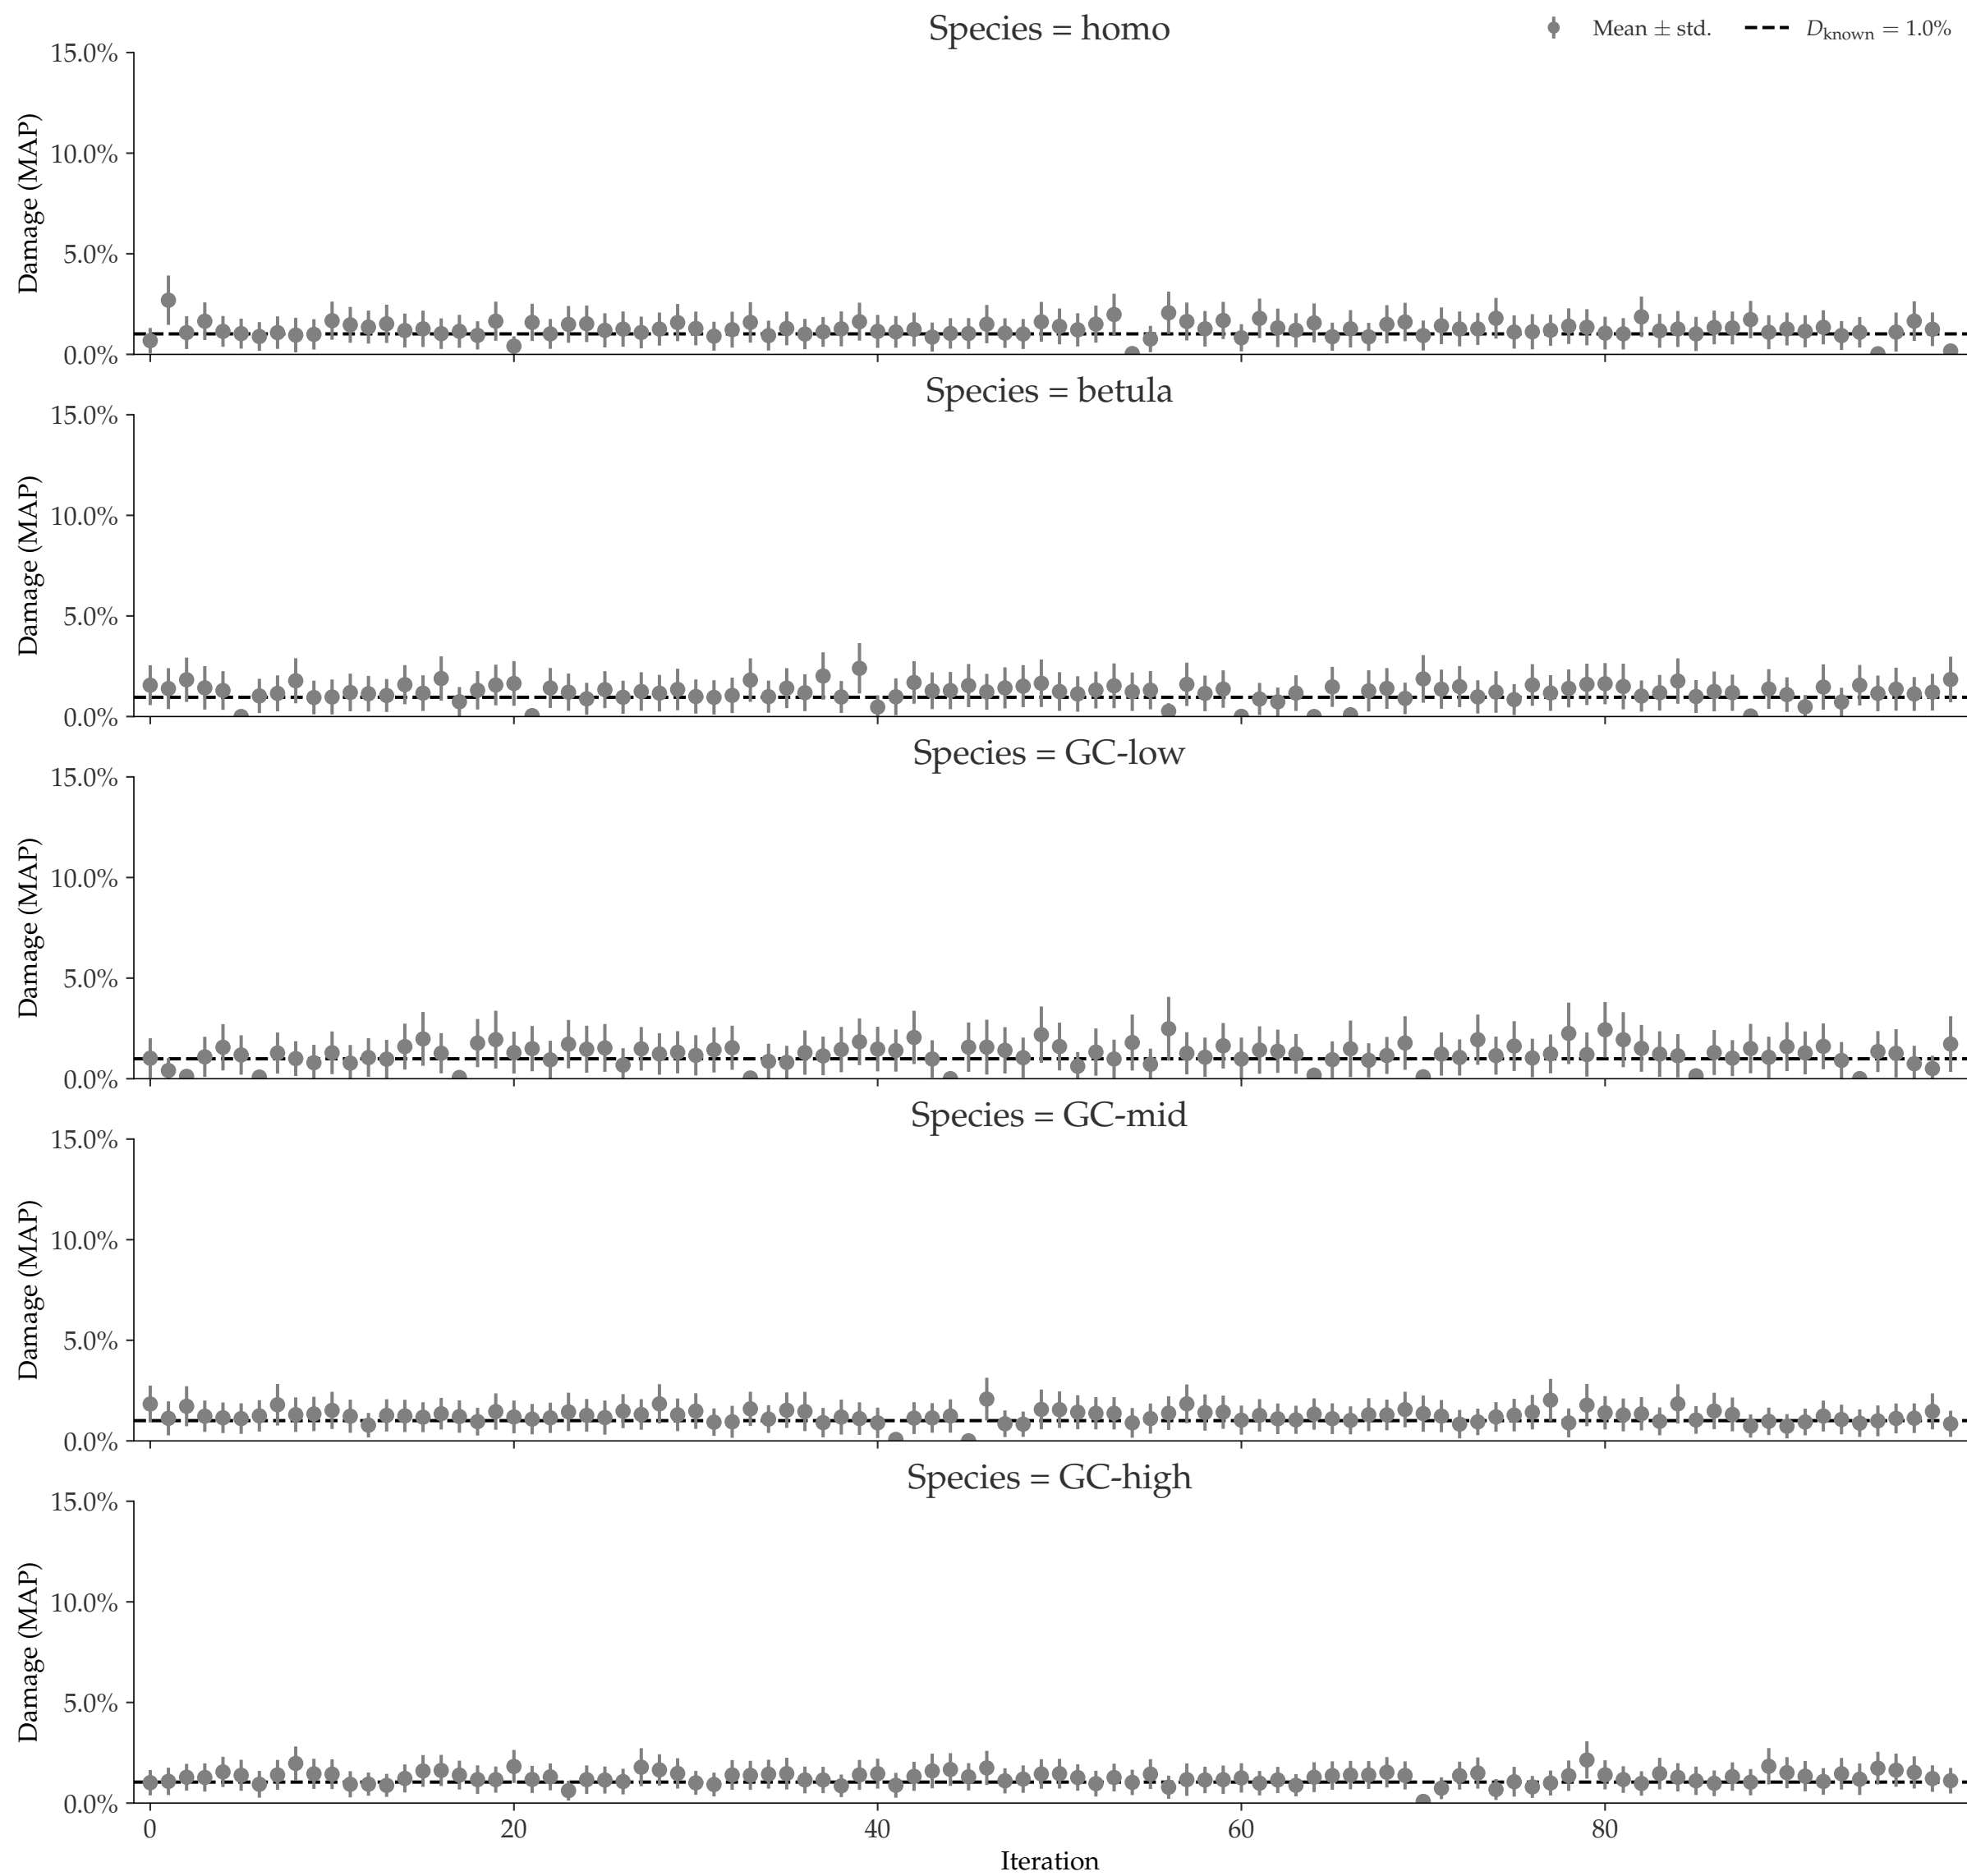 Species = homo
Mean ± std.
D_known = 1.0%
15.0%
10.0%
5.0%
0.0%
Damage (MAP)
Species = betula
15.0%
10.0%
5.0%
0.0%
Damage (MAP)
Species = GC-low
15.0%
10.0%
5.0%
0.0%
Damage (MAP)
Species = GC-mid
15.0%
10.0%
5.0%
0.0%
Damage (MAP)
Species = GC-high
15.0%
10.0%
5.0%
0.0%
Damage (MAP)
0 20 40 60 80
Iteration